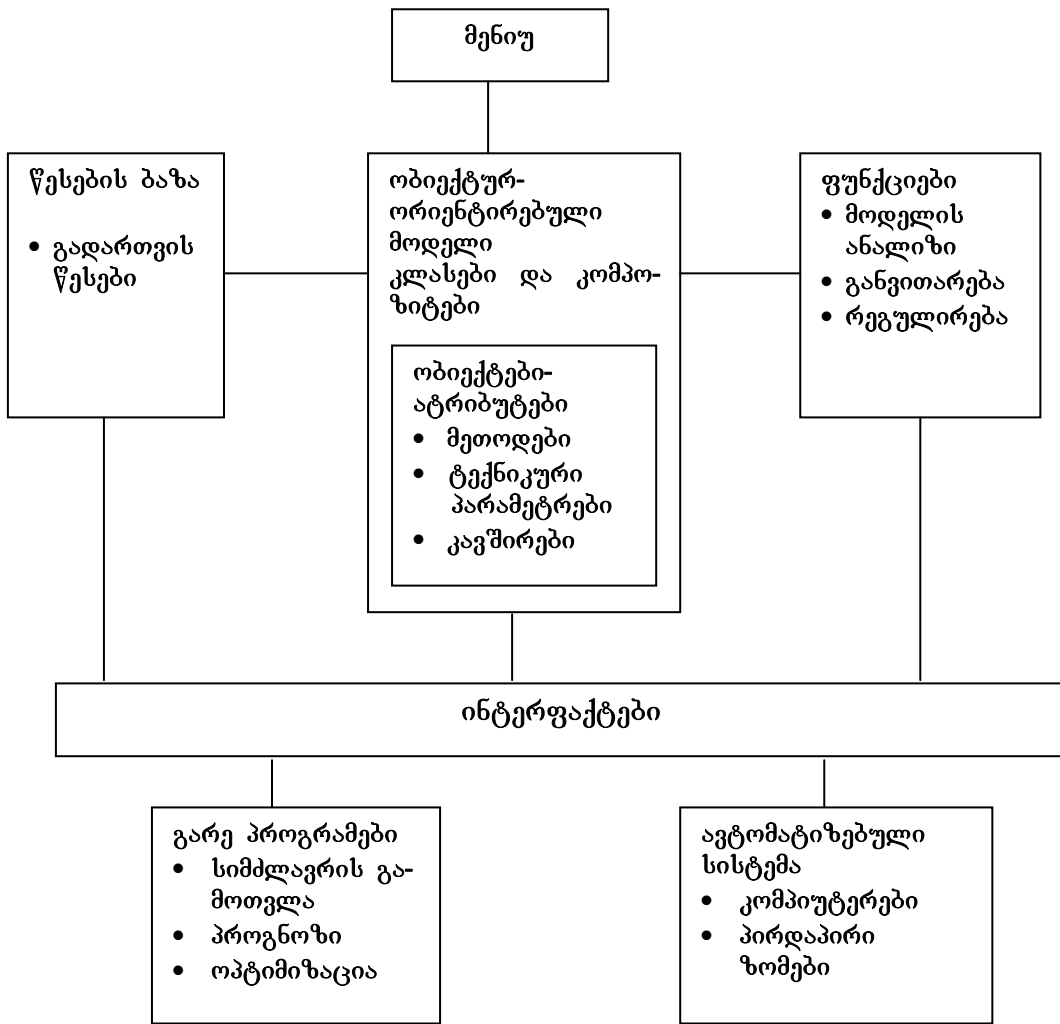 მენიუ
წესების ბაზა
• გადართვის
წესები
ობიექტურ-
ორიენტირებული
მოდელი
კლასები და კომპო-
ზიტები
ობიექტები-
ატრიბუტები
• მეთოდები
• ტექნიკური
პარამეტრები
• კავშირები
ფუნქციები
• მოდელის
ანალიზი
• განვითარება
• რეგულირება
ინტერფაქტები
გარე პროგრამები
• სიმძლავრის გა-
მოთვლა
• პროგნოზი
• ოპტიმიზაცია
ავტომატიზებული
სისტემა
• კომპიუტერები
• პირდაპირი
ზომები